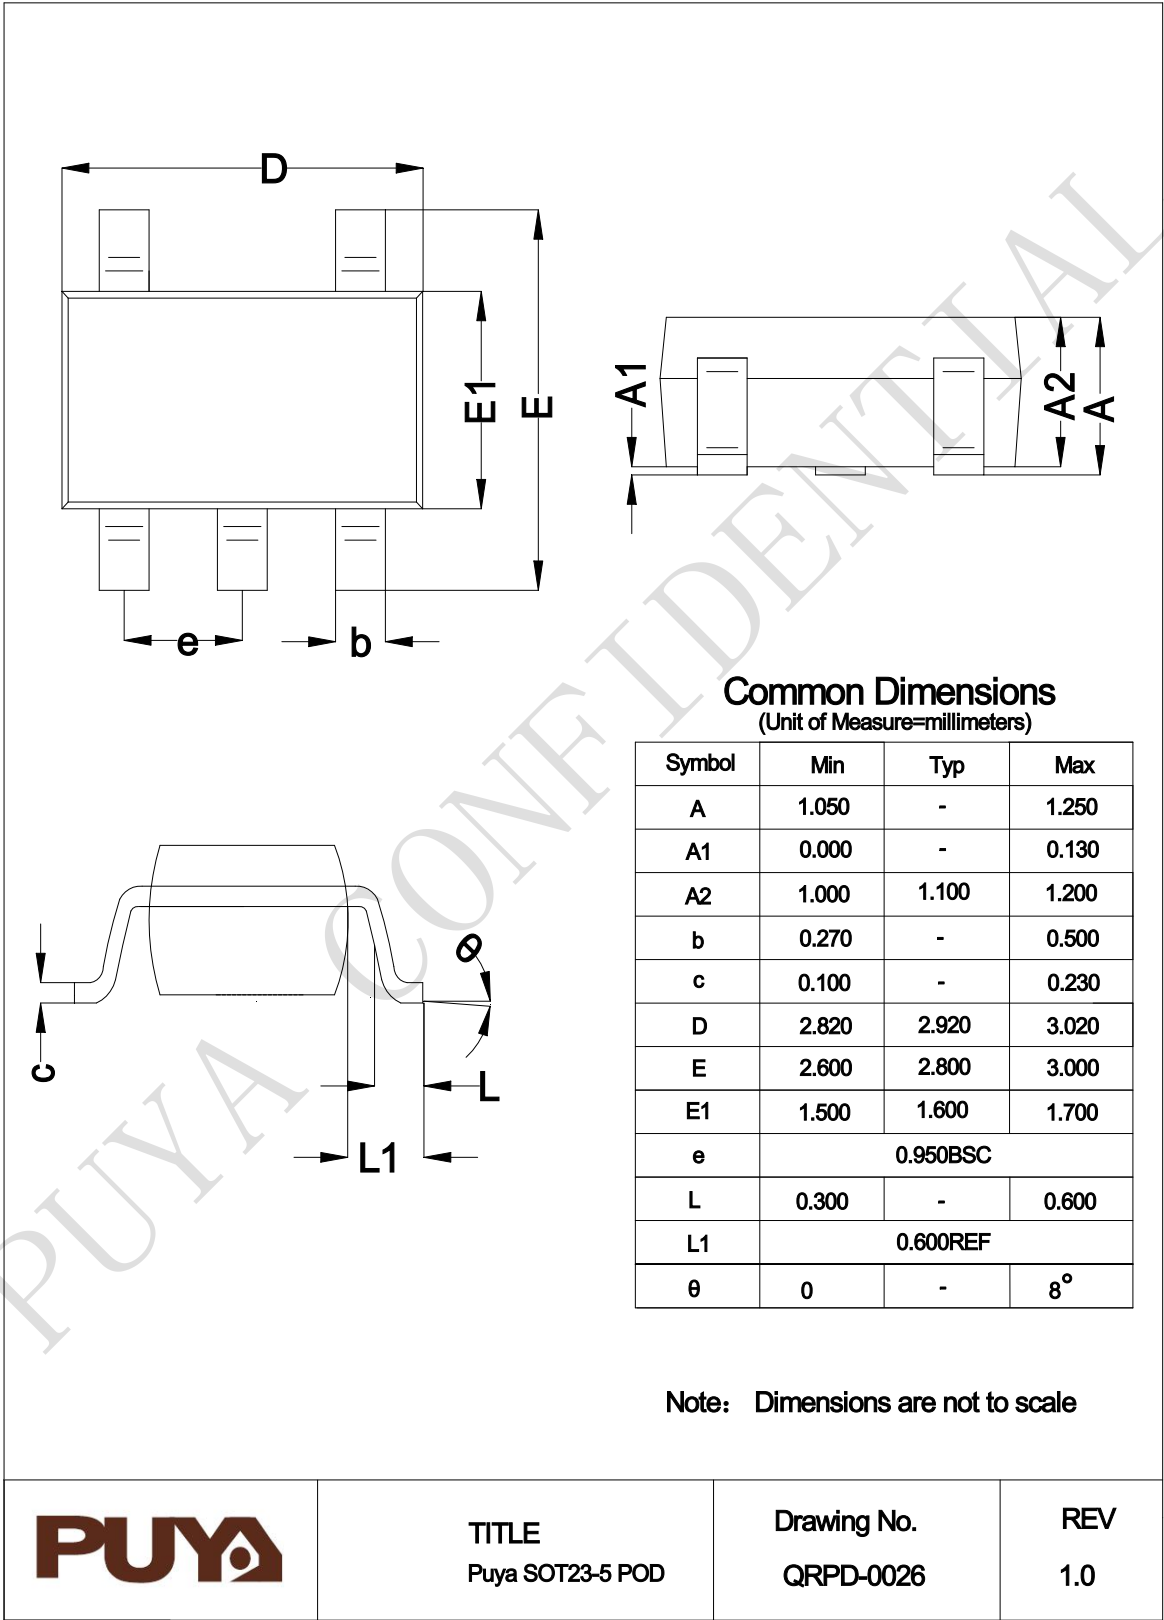 D
E1
E
A1
A2
A
e
b
Common Dimensions
(Unit of Measure=millimeters)
Symbol Min Typ Max
A 1.050 - 1.250
A1 0.000 - 0.130
A2 1.000 1.100 1.200
b 0.270 - 0.500
c 0.100 - 0.230
D 2.820 2.920 3.020
E 2.600 2.800 3.000
E1 1.500 1.600 1.700
e 0.950BSC
L 0.300 - 0.600
L1 0.600REF
θ 0 - 8°
θ
c
L
L1
PUYA CONFIDENTIAL
Note: Dimensions are not to scale
PUYA
TITLE
Puya SOT23-5 POD
Drawing No.
QRPD-0026
REV
1.0